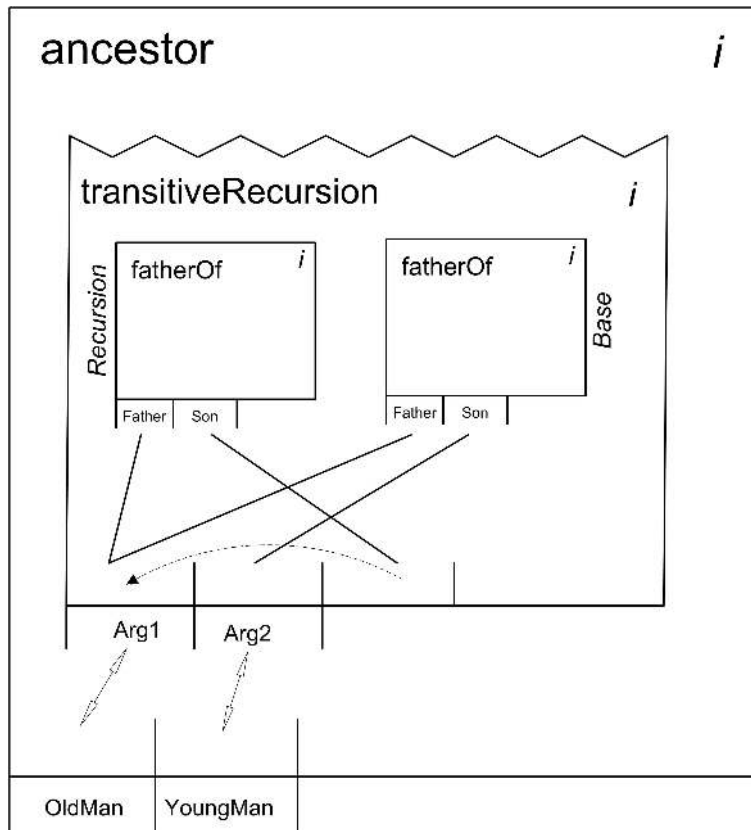 ancestor i
transitiveRecursion i
Recursion
fatherOf i
fatherOf i
Base
Father Son
Father Son
Arg1 Arg2
OldMan YoungMan